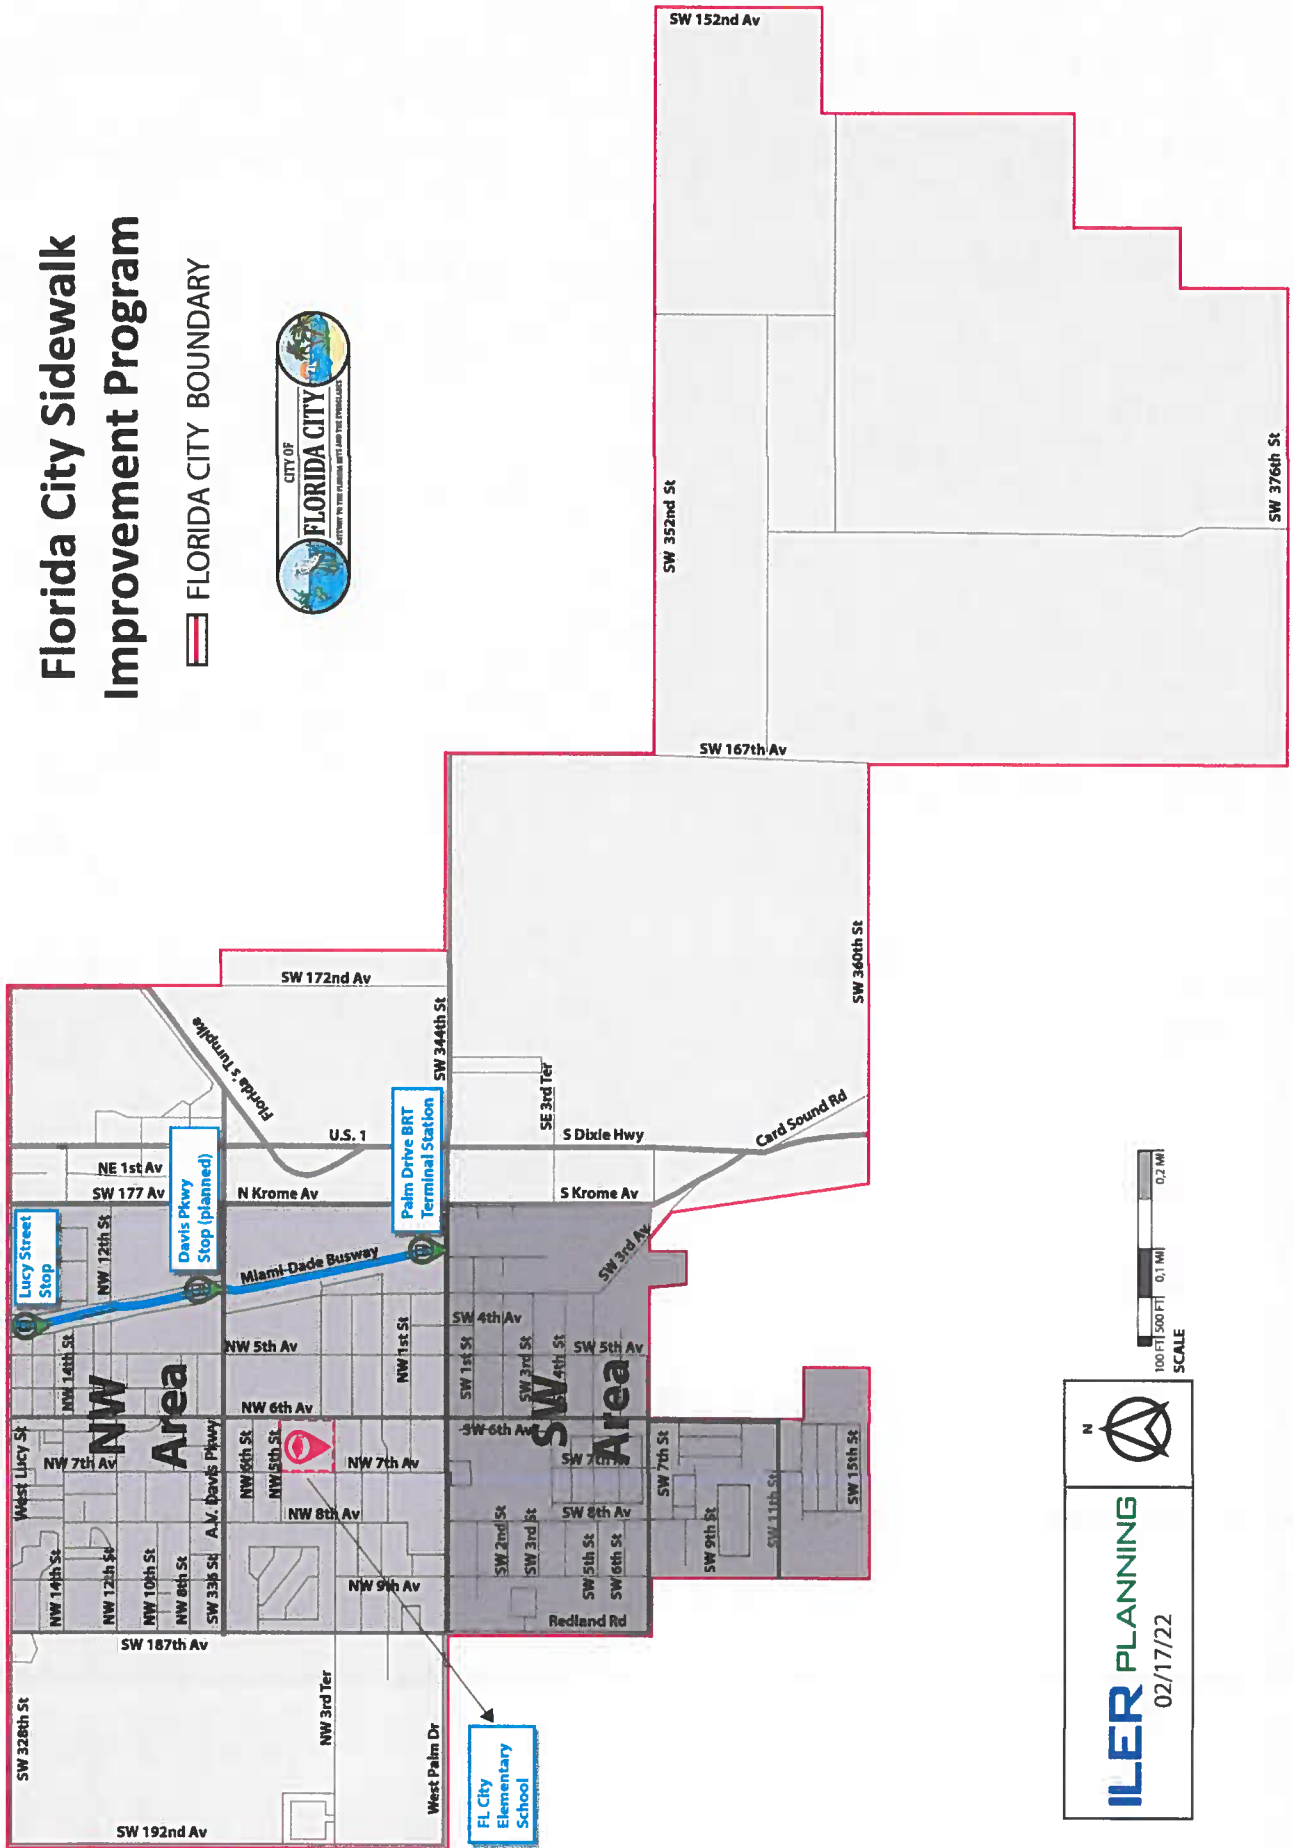 Florida City Sidewalk
Improvement Program
FLORIDA CITY BOUNDARY
CITY OF
FLORIDA CITY
GATEWAY TO THE FLORIDA KEYS AND THE EVERGLADES
SW 152nd Av
SW 352nd St
SW 376th St
SW 167th Av
SW 360th St
SW 172nd Av
SW 344th St
Florida's Turnpike
U.S. 1
S Dixie Hwy
SE 3rd Ter
Card Sound Rd
NE 1st Av
SW 177 Av
N Krome Av
S Krome Av
Lucy Street
Stop
Davis Pkwy
Stop (planned)
Palm Drive BRT
Terminal Station
Miami-Dade Busway
NW 12th St
SW 3rd Av
NW 14th St
NW 5th Av
NW 1st St
SW 4th Av
SW 1st St
SW 3rd St
4th St
SW 5th Av
NW
Area
SW
Area
NW 6th Av
SW 6th Av
West Lucy St
NW 7th Av
A.V. Davis Pkwy
NW 6th St
NW 5th St
NW 7th Av
SW 7th Av
SW 7th St
NW 8th Av
SW 8th Av
SW 2nd St
SW 3rd St
SW 5th St
SW 6th St
SW 9th St
SW 11th St
SW 15th St
NW 14th St
NW 12th St
NW 10th St
NW 8th St
SW 336 St
NW 9th Av
Redland Rd
SW 187th Av
SW 328th St
NW 3rd Ter
West Palm Dr
SW 192nd Av
FL City
Elementary
School
100 FT
500 FT
0,1 MI
0,2 MI
SCALE
N
ILER PLANNING
02/17/22